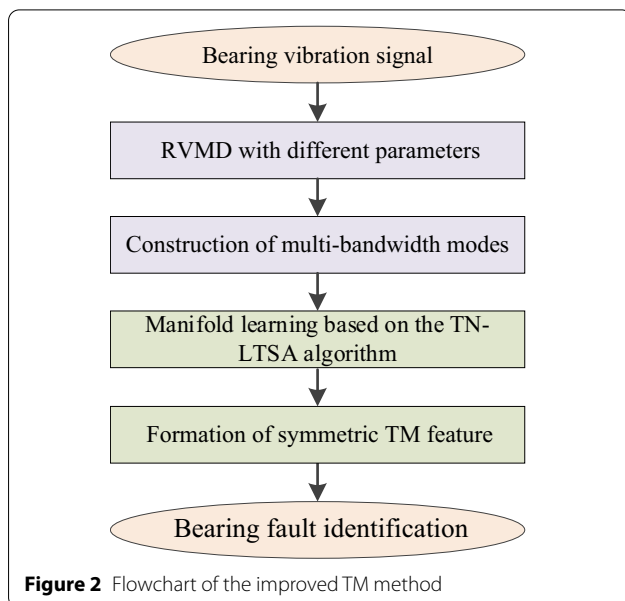 Bearing vibration signal
RVMD with different parameters
Construction of multi-bandwidth modes
Manifold learning based on the TN-
LTSA algorithm
Formation of symmetric TM feature
Bearing fault identification
Figure 2 Flowchart of the improved TM method